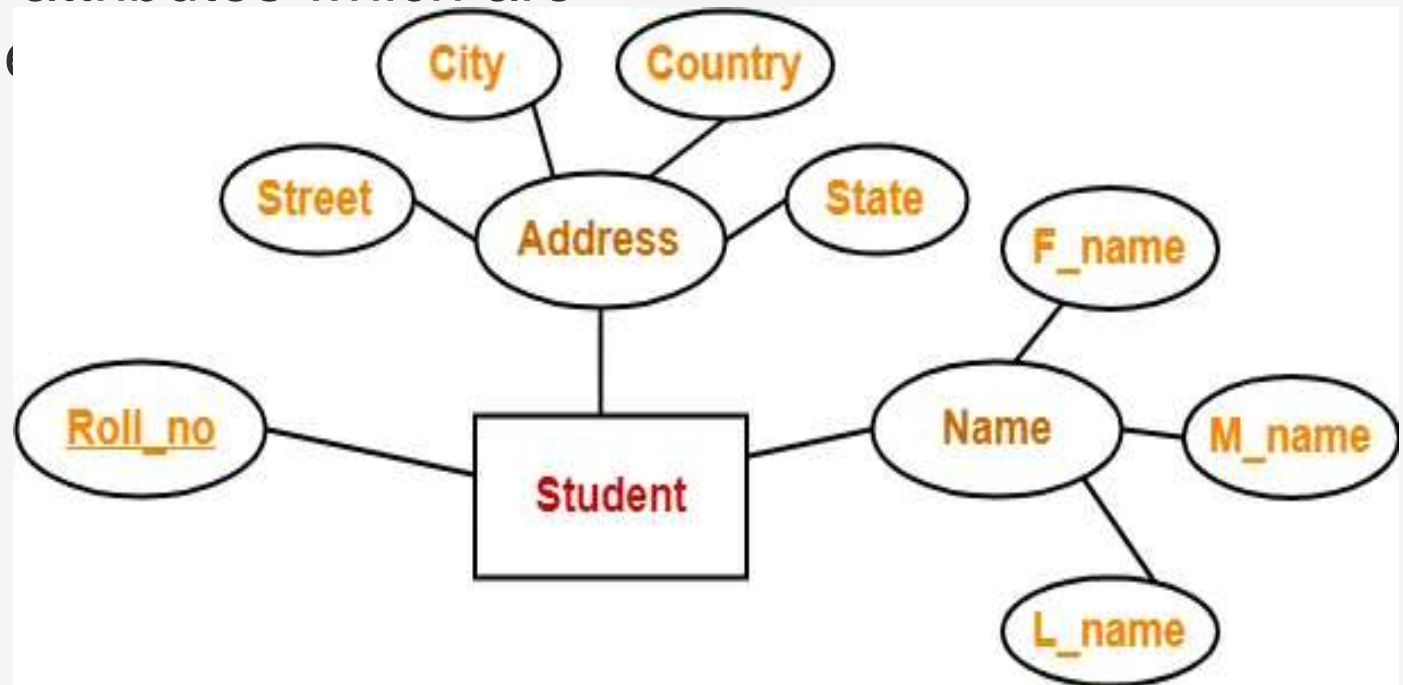 City Country
Street State
Address
F_name
Roll_no Name M_name
Student
L_name